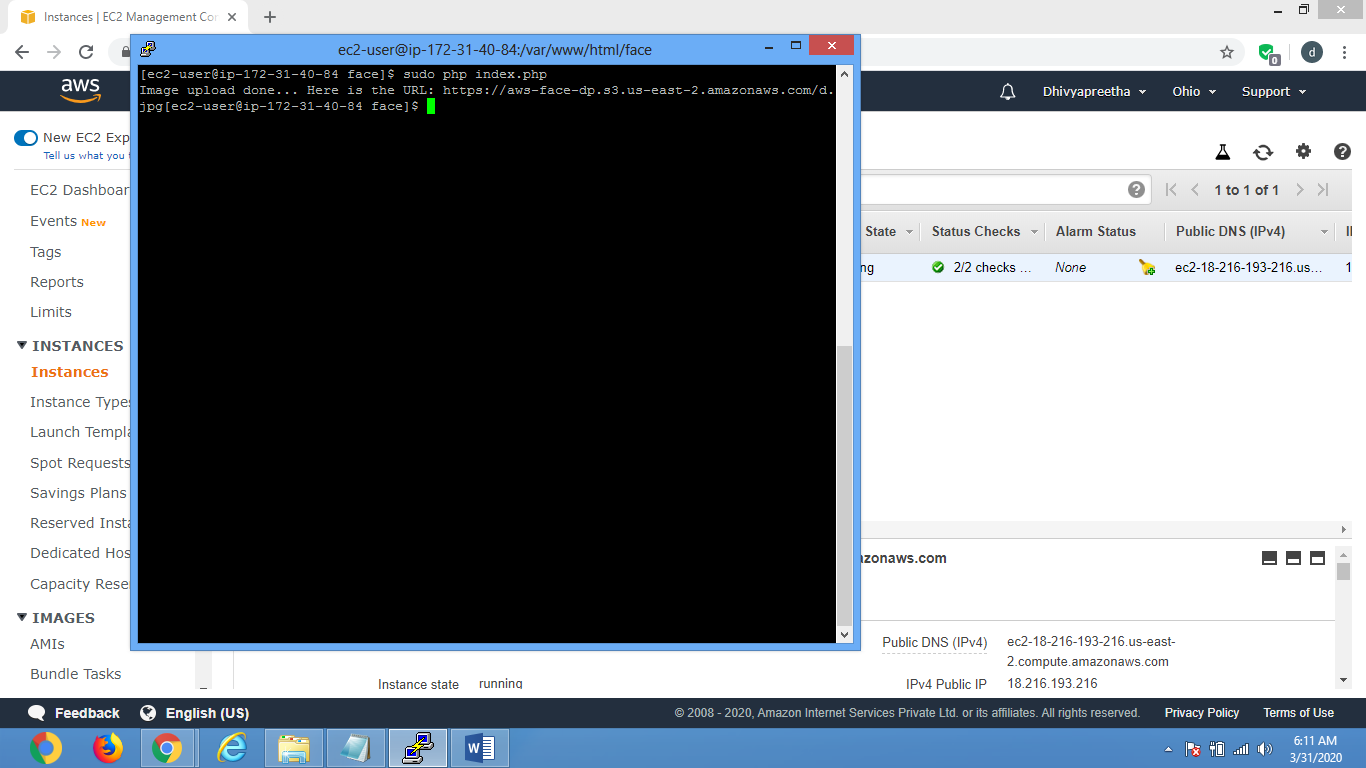 Instances | EC2 Management Con
d
ec2-user@ip-172-31-40-84:/var/www/html/face
[ec2-user@ip-172-31-40-84 face]$ sudo php index.php
Image upload done... Here is the URL: https://aws-face-dp.s3.us-east-2.amazonaws.com/d.
jpg[ec2-user@ip-172-31-40-84 face]$
aws
Dhivyapreetha
Ohio
Support
New EC2 Exp
Tell us what you t
EC2 Dashboar
Events New
Tags
Reports
Limits
INSTANCES
Instances
Instance Types
Launch Templa
Spot Requests
Savings Plans
Reserved Insta
Dedicated Hos
Capacity Rese
IMAGES
AMIs
Bundle Tasks
1 to 1 of 1
State Status Checks Alarm Status Public DNS (IPv4) I
ng 2/2 checks ... None ec2-18-216-193-216.us... 1
zonaws.com
Public DNS (IPv4) ec2-18-216-193-216.us-east-
2.compute.amazonaws.com
Instance state running IPv4 Public IP 18.216.193.216
Feedback English (US) © 2008 - 2020, Amazon Internet Services Private Ltd. or its affiliates. All rights reserved. Privacy Policy Terms of Use
6:11 AM
3/31/2020